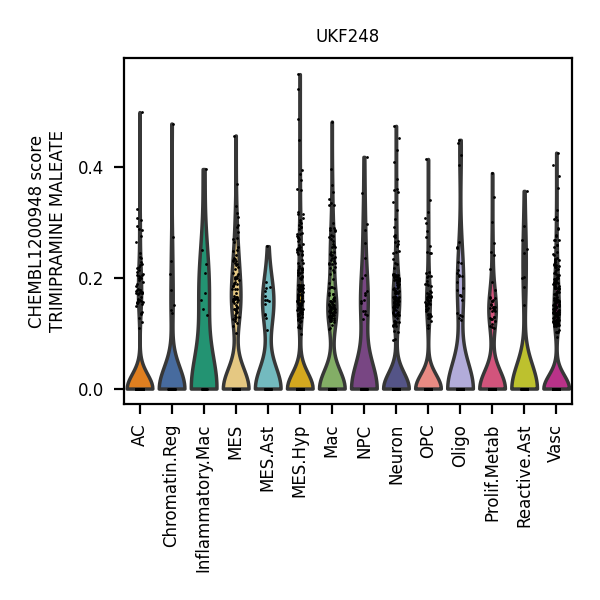 UKF248
CHEMBL1200948 score
TRIMIPRAMINE MALEATE
0.4
0.2
0.0
AC
Chromatin.Reg
Inflammatory.Mac
MES
MES.Ast
MES.Hyp
Mac
NPC
Neuron
OPC
Oligo
Prolif.Metab
Reactive.Ast
Vasc